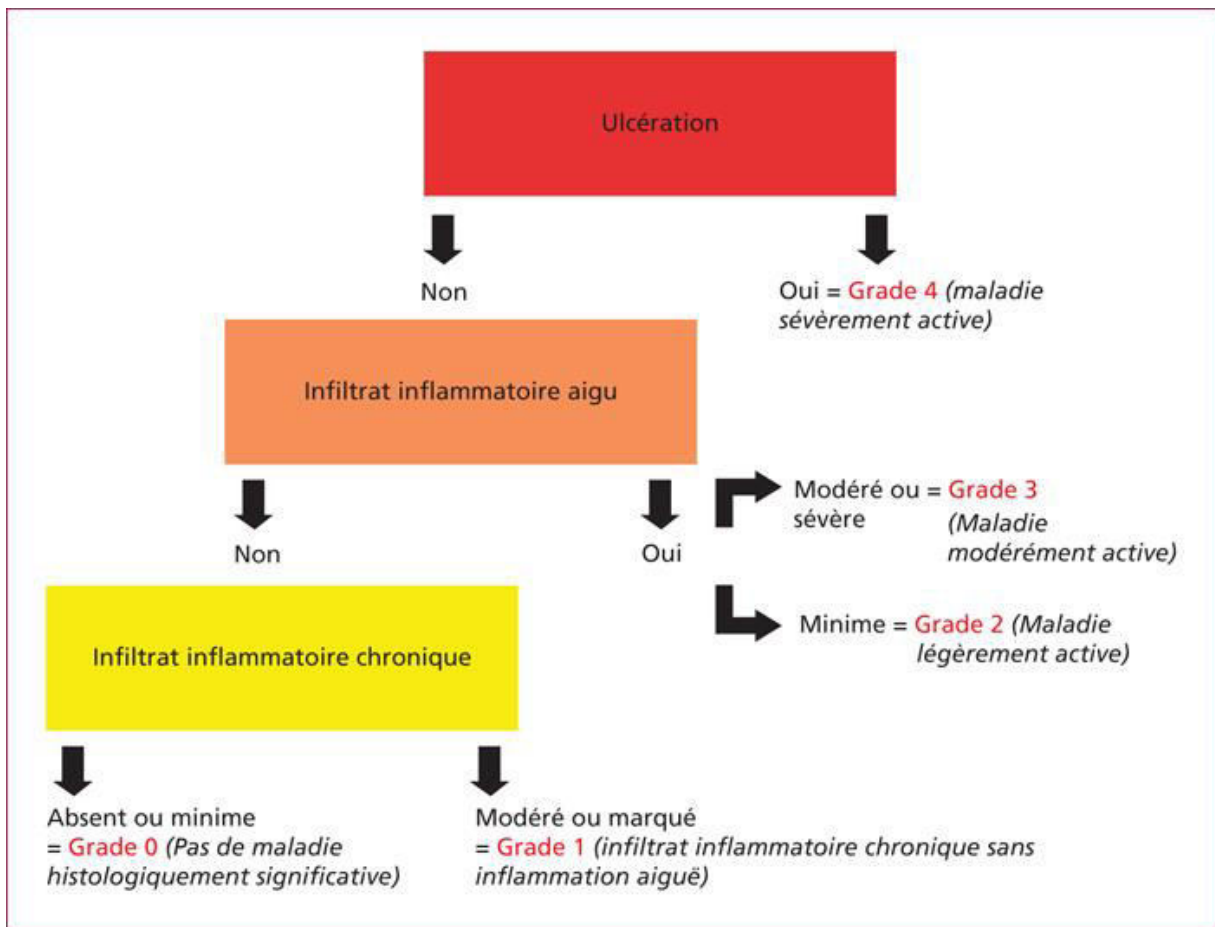 Ulcération
Non
Oui = Grade 4 (maladie
sévèrement active)
Infiltrat inflammatoire aigu
Non
Oui
Modéré ou = Grade 3
sévère (Maladie
modérément active)
Minime = Grade 2 (Maladie
légèrement active)
Infiltrat inflammatoire chronique
Absent ou minime
= Grade 0 (Pas de maladie
histologiquement significative)
Modéré ou marqué
= Grade 1 (infiltrat inflammatoire chronique sans
inflammation aiguë)